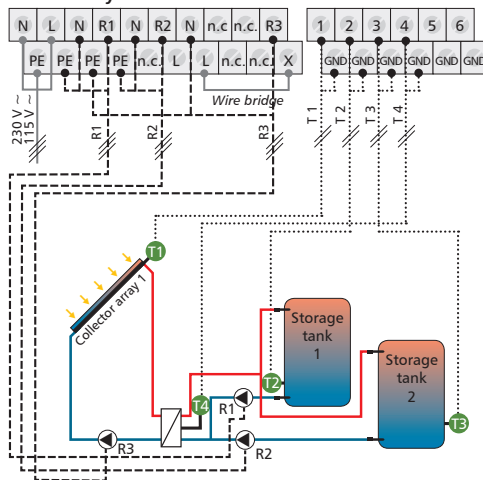 N L N R1 N R2 N n.c n.c. R3 1 2 3 4 5 6
PE PE PE PE n.c. L L n.c. n.c. X GND GND GND GND GND GND
Wire bridge
230 V ~
115 V ~
R1
R2
R3
T 1
T 2
T 3
T 4
T1
Collector array 1
Storage
tank
1
Storage
tank
2
T2
T4
R1
T3
R3
R2